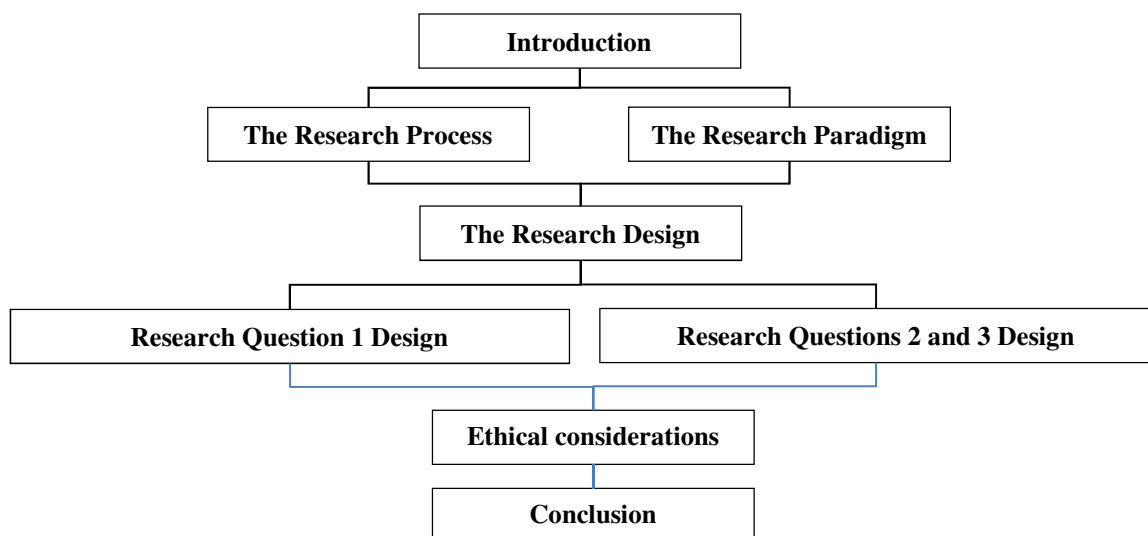 Introduction
The Research Process
The Research Paradigm
The Research Design
Research Question 1 Design
Research Questions 2 and 3 Design
Ethical considerations
Conclusion